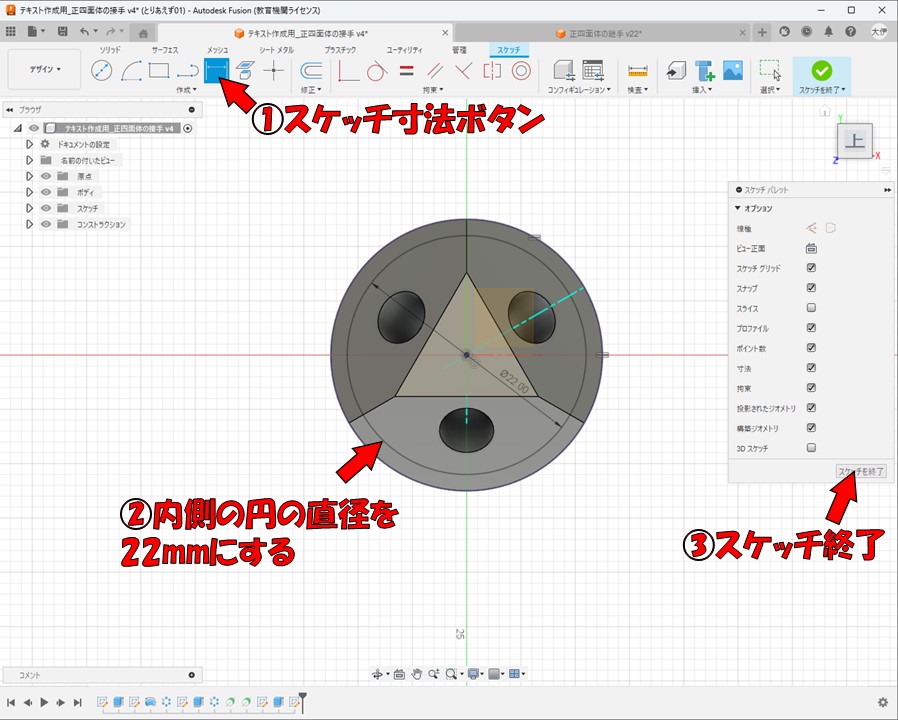 テキスト作成用_正四面体の接手 v4* (とりあえず01) - Autodesk Fusion (教育機関ライセンス)
テキスト作成用_正四面体の接手 v4*
正四面体の継手 v22*
大伊
ソリッド
サーフェス
メッシュ
シート メタル
プラスチック
ユーティリティ
管理
スケッチ
デザイン
作成
修正
拘束
コンフィギュレーション
検査
挿入
選択
スケッチを終了
①スケッチ寸法ボタン
ブラウザ
テキスト作成用_正四面体の接手 v4
ドキュメントの設定
名前の付いたビュー
原点
ボディ
スケッチ
コンストラクション
上
Y
X
Z
スケッチ パレット
オプション
線種
ビュー正面
スケッチ グリッド
スナップ
スライス
プロファイル
ポイント数
寸法
拘束
投影されたジオメトリ
構築ジオメトリ
3D スケッチ
スケッチを終了
Ø22.00
②内側の円の直径を
22mmにする
③スケッチ終了
25
コメント